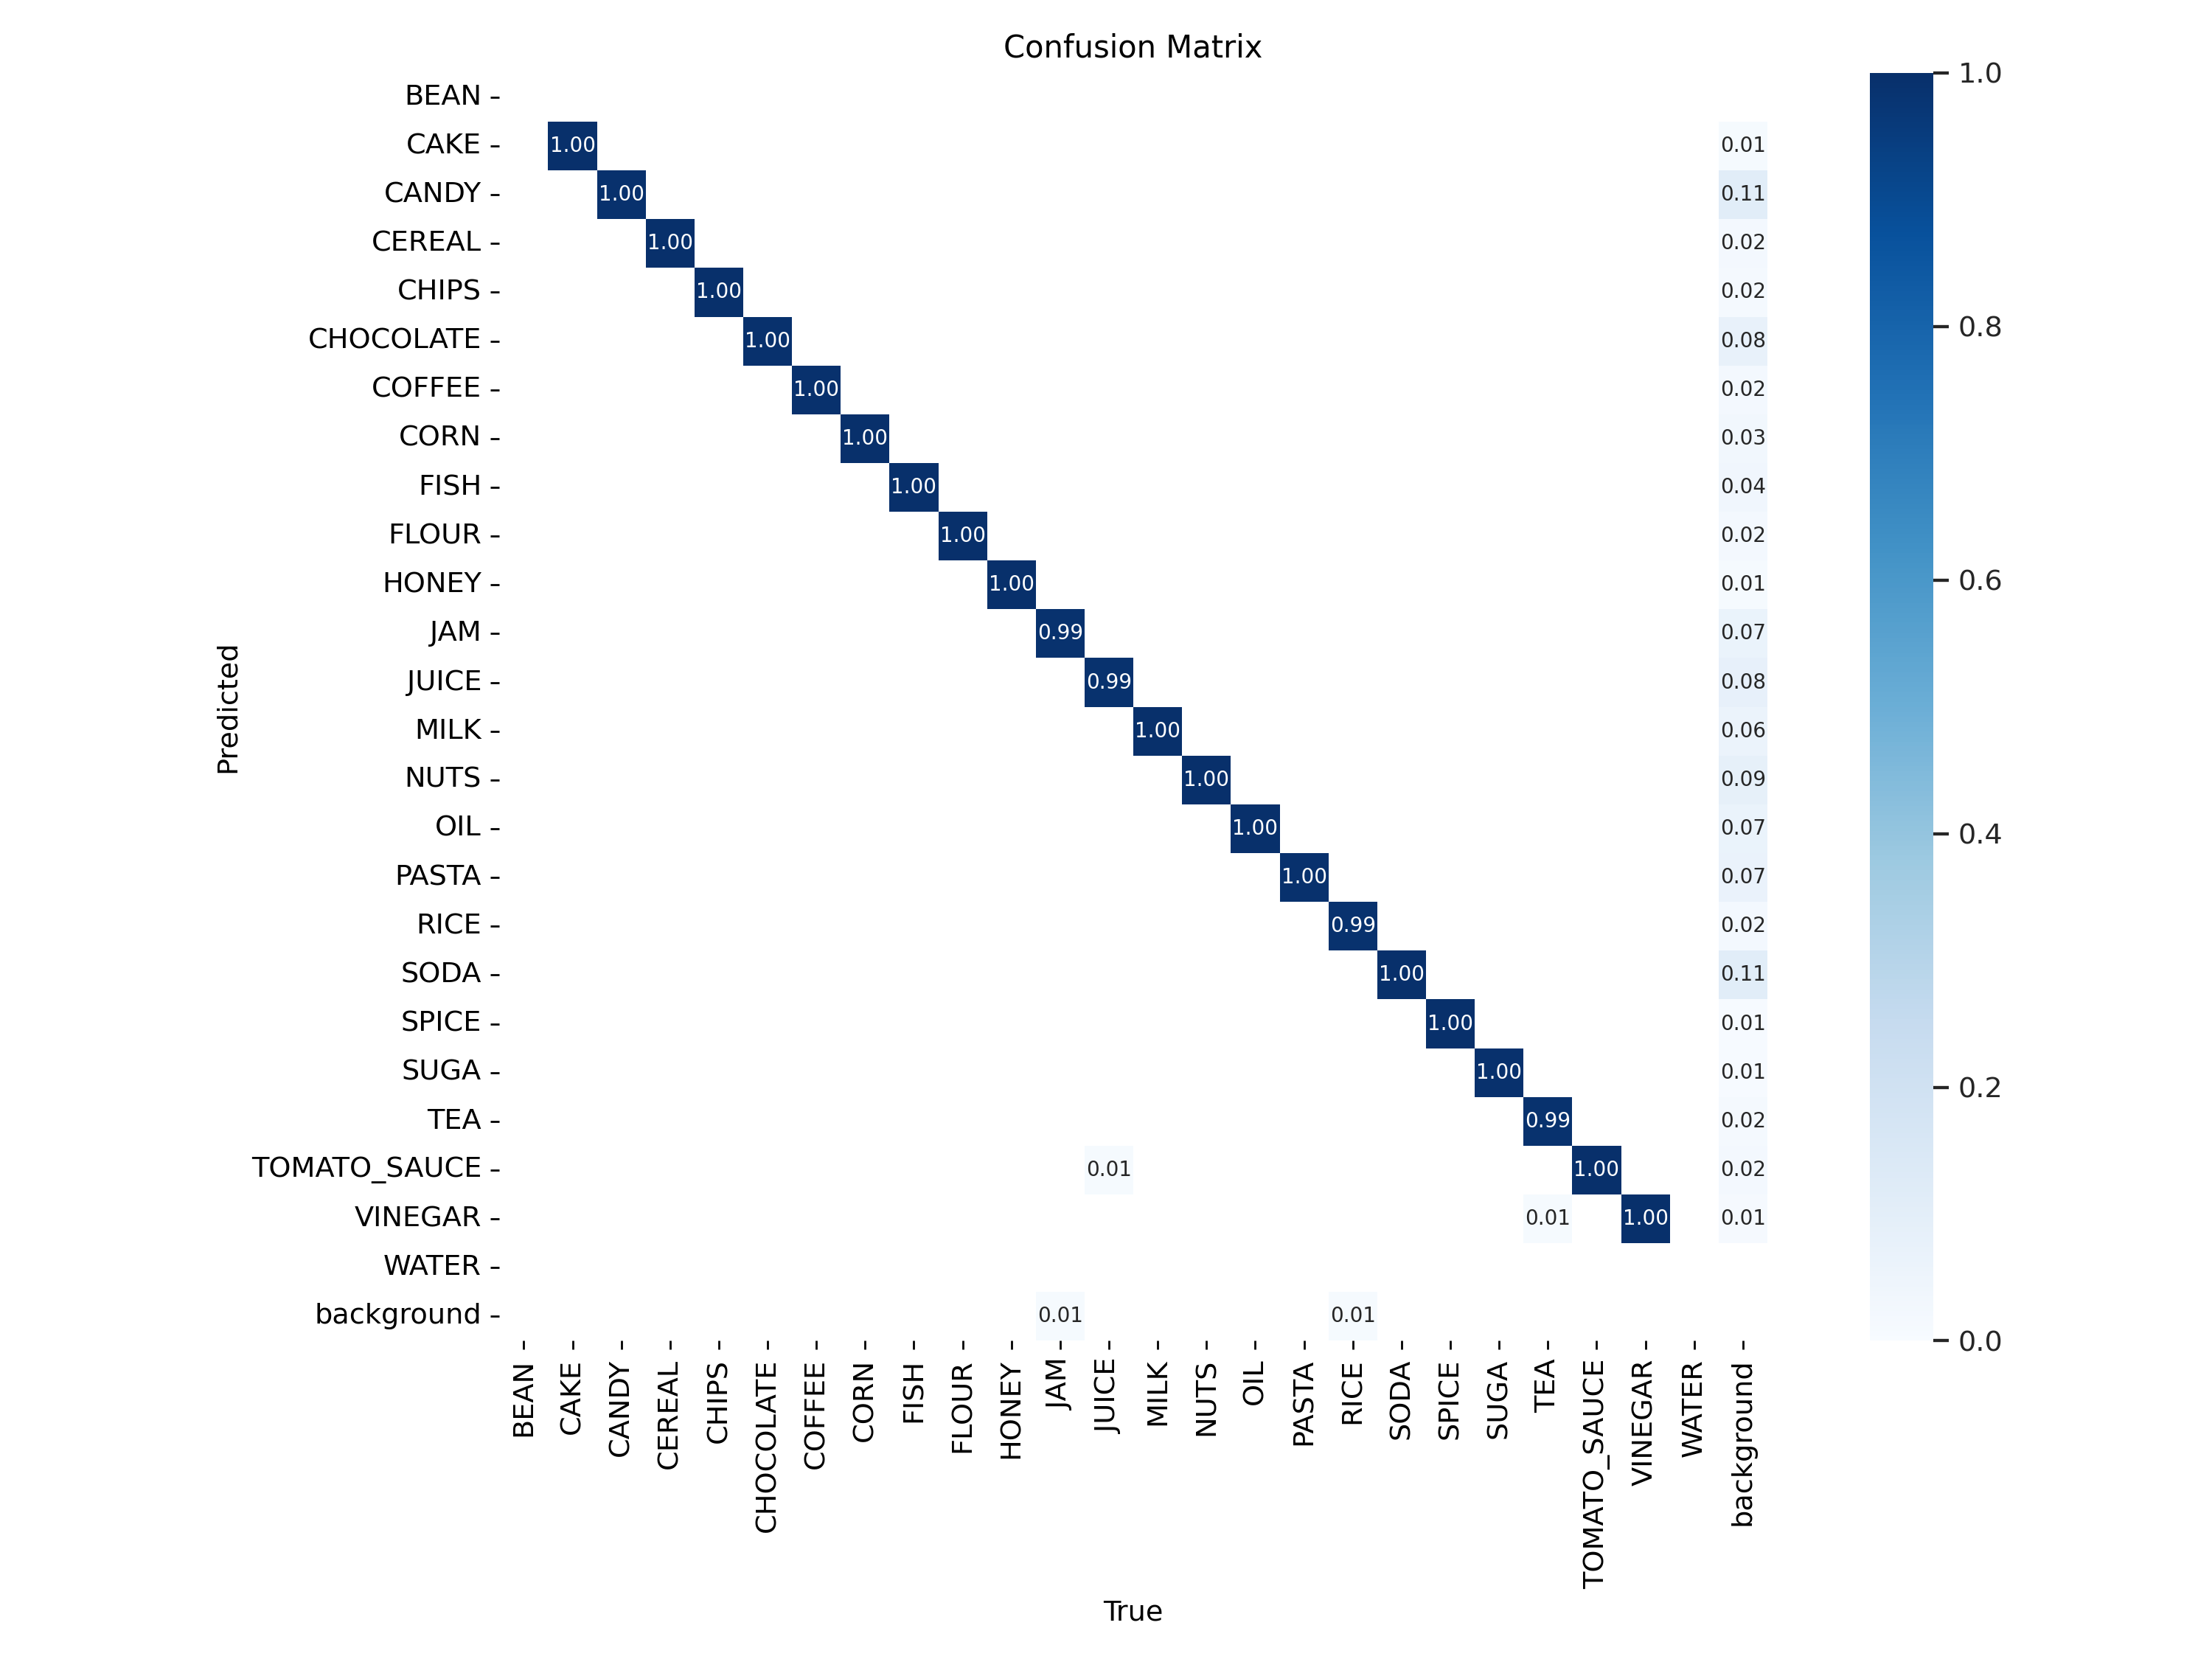 Confusion Matrix
BEAN
CAKE 1.00 0.01
CANDY 1.00 0.11
CEREAL 1.00 0.02
CHIPS 1.00 0.02
CHOCOLATE 1.00 0.08
COFFEE 1.00 0.02
CORN 1.00 0.03
FISH 1.00 0.04
FLOUR 1.00 0.02
HONEY 1.00 0.01
JAM 0.99 0.07
JUICE 0.99 0.08
MILK 1.00 0.06
NUTS 1.00 0.09
OIL 1.00 0.07
PASTA 1.00 0.07
RICE 0.99 0.02
SODA 1.00 0.11
SPICE 1.00 0.01
SUGA 1.00 0.01
TEA 0.99 0.02
TOMATO_SAUCE 0.01 1.00 0.02
VINEGAR 0.01 1.00 0.01
WATER
background 0.01 0.01
Predicted
BEAN
CAKE
CANDY
CEREAL
CHIPS
CHOCOLATE
COFFEE
CORN
FISH
FLOUR
HONEY
JAM
JUICE
MILK
NUTS
OIL
PASTA
RICE
SODA
SPICE
SUGA
TEA
TOMATO_SAUCE
VINEGAR
WATER
background
True
1.0
0.8
0.6
0.4
0.2
0.0